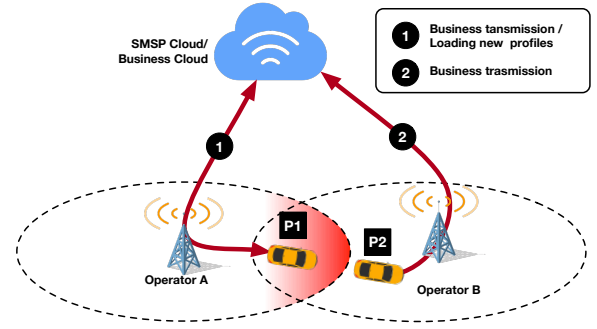 SMSP Cloud/
Business Cloud
1 Business tansmission /
Loading new profiles
2 Business trasmission
1
2
P1
P2
Operator A
Operator B